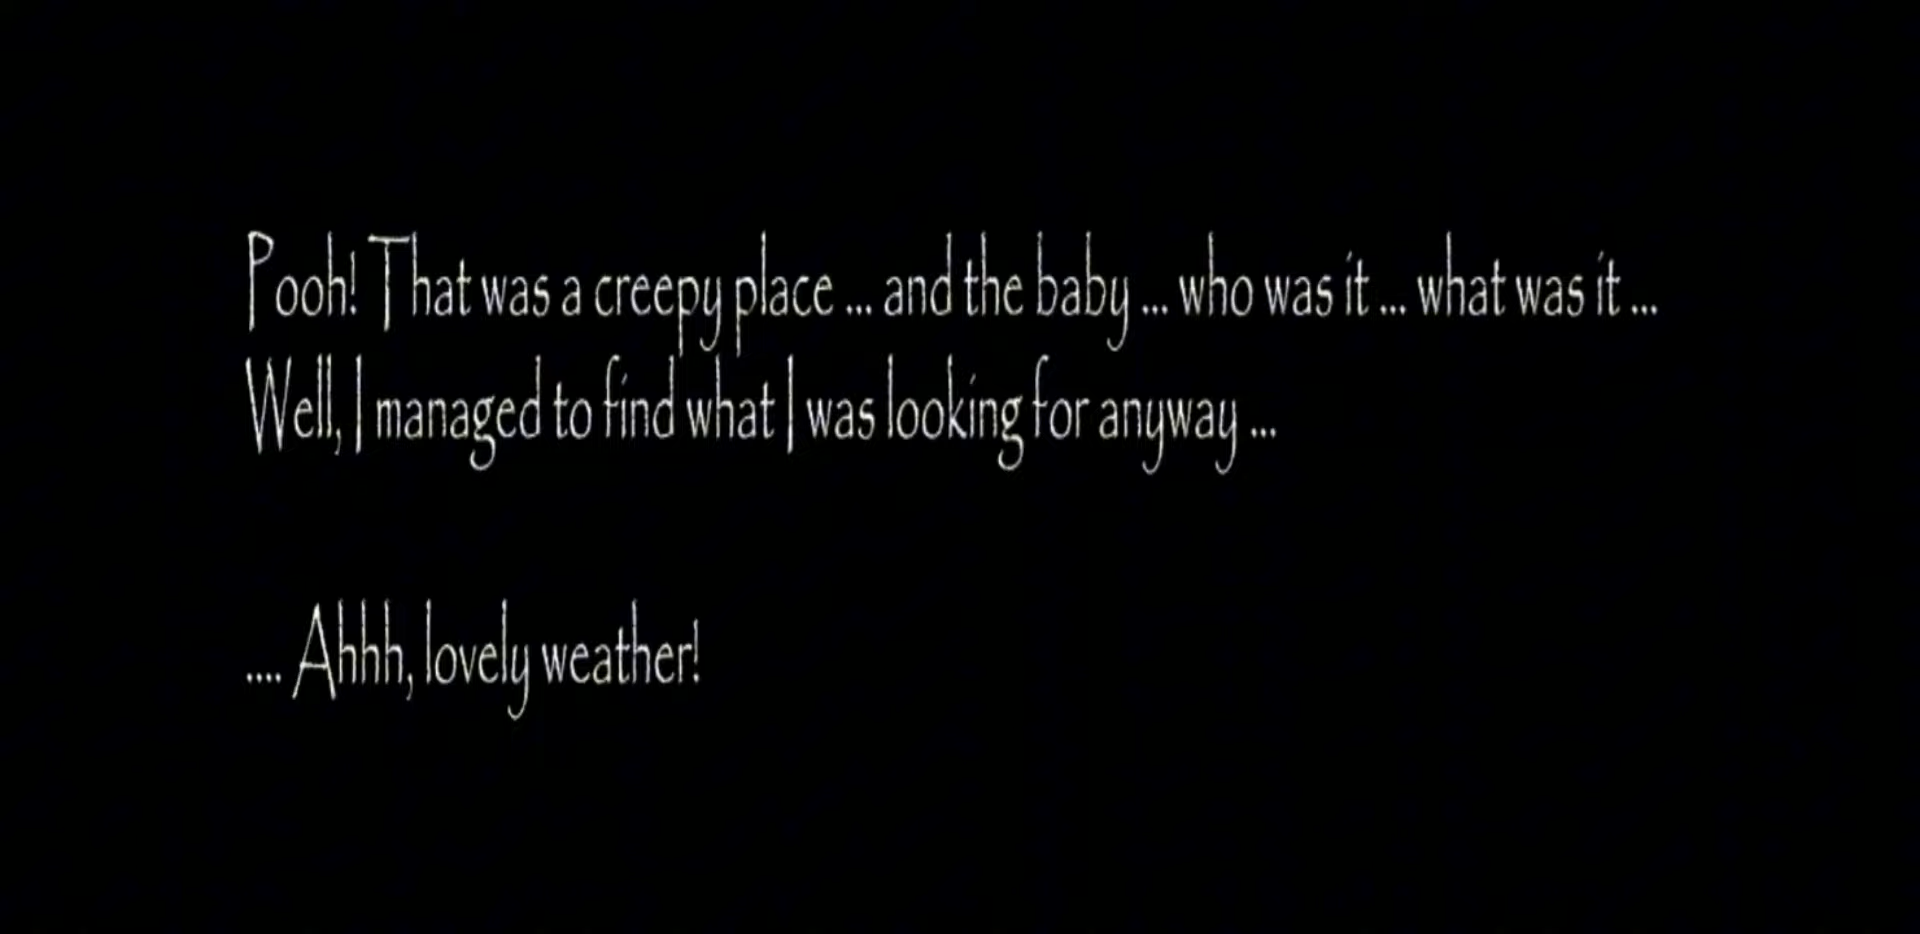 Pooh! That was a creepy place ... and the baby ... who was it ... what was it ...
Well, I managed to find what I was looking for anyway ...
.... Ahhh, lovely weather!